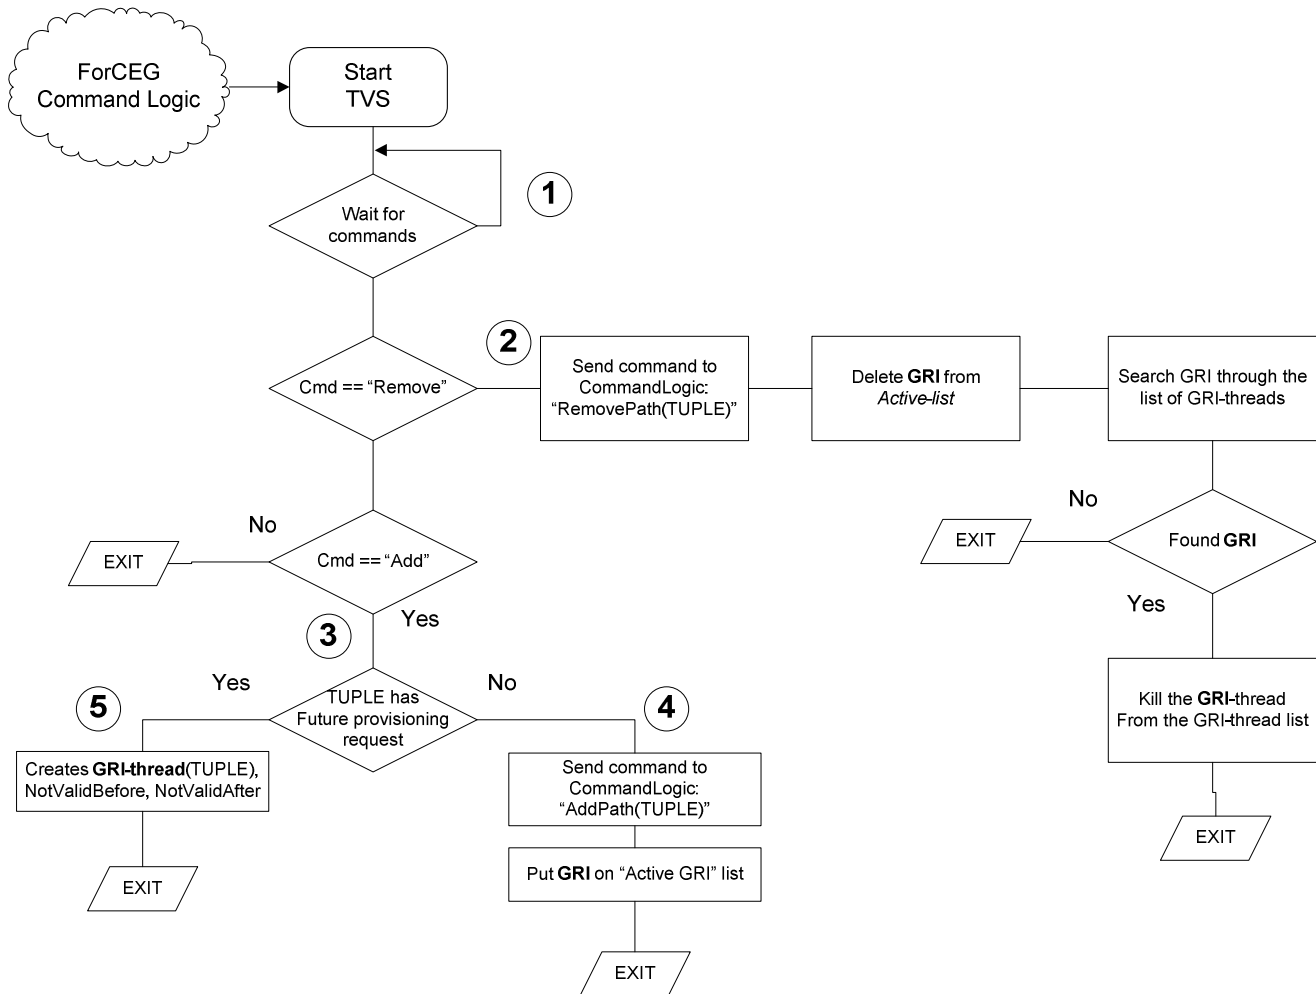 ForCEG
Command Logic
Start
TVS
1
Wait for
commands
2
Cmd == “Remove”
Send command to
CommandLogic:
“RemovePath(TUPLE)”
Delete GRI from
Active-list
Search GRI through the
list of GRI-threads
No
EXIT
Cmd == “Add”
No
EXIT
Found GRI
Yes
3
Yes
Yes
No
5
TUPLE has
Future provisioning
request
4
Kill the GRI-thread
From the GRI-thread list
Creates GRI-thread(TUPLE),
NotValidBefore, NotValidAfter
Send command to
CommandLogic:
“AddPath(TUPLE)”
EXIT
Put GRI on “Active GRI” list
EXIT
EXIT